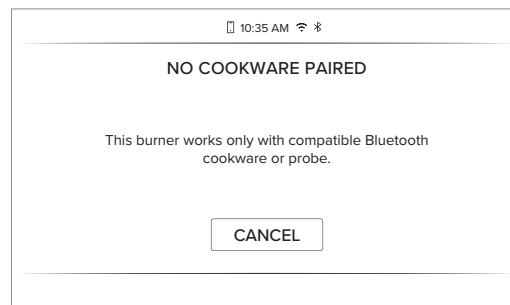 10:35 AM
NO COOKWARE PAIRED
This burner works only with compatible Bluetooth
cookware or probe.
CANCEL